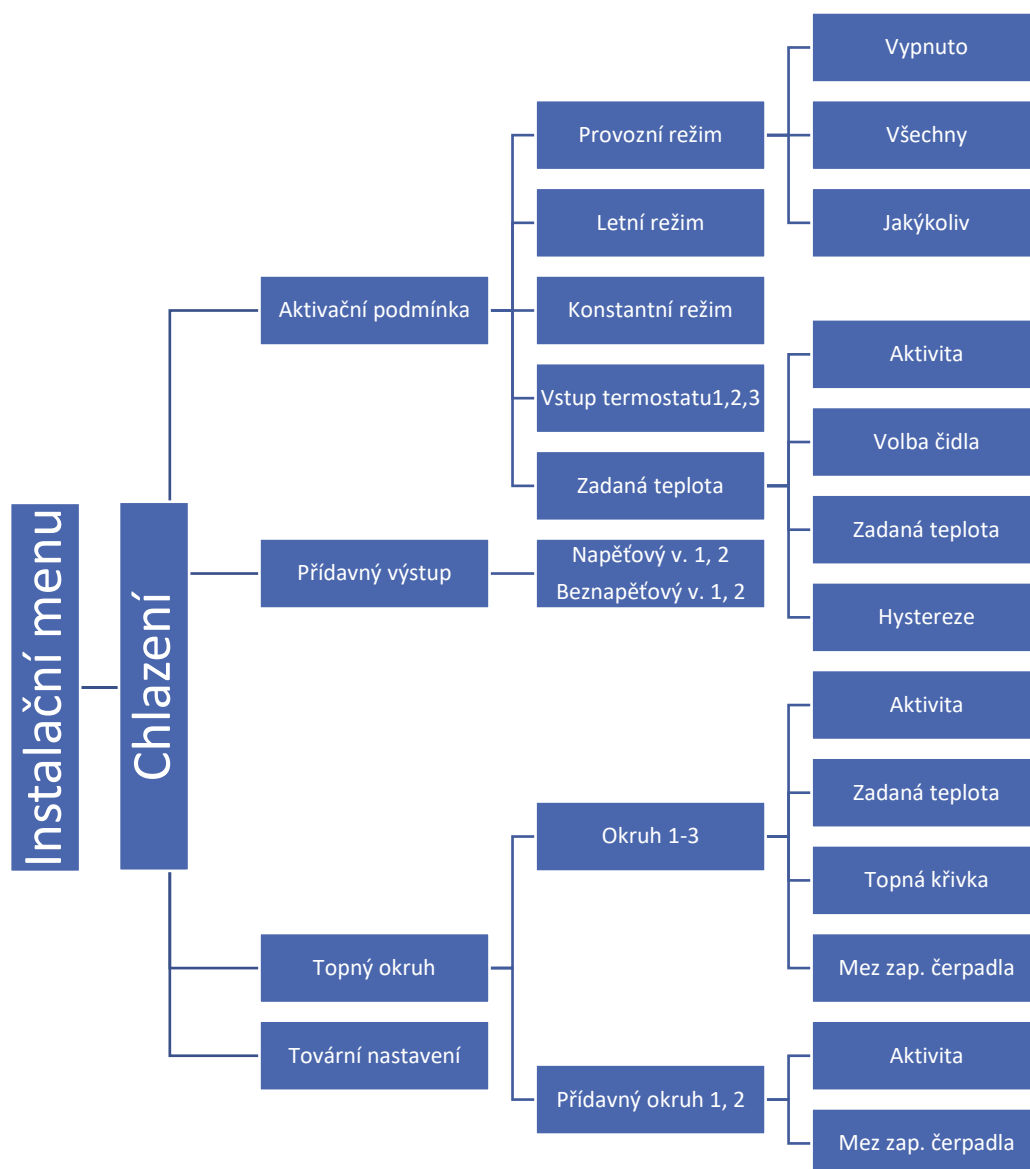 Instalační menu
Chlazení
Aktivační podmínka
Provozní režim
Vypnuto
Všechny
Jakýkoliv
Letní režim
Konstantní režim
Vstup termostatu1,2,3
Zadaná teplota
Aktivita
Volba čidla
Zadaná teplota
Hystereze
Přídavný výstup
Napěťový v. 1, 2
Beznapěťový v. 1, 2
Topný okruh
Okruh 1-3
Aktivita
Zadaná teplota
Topná křivka
Mez zap. čerpadla
Přídavný okruh 1, 2
Aktivita
Mez zap. čerpadla
Tovární nastavení